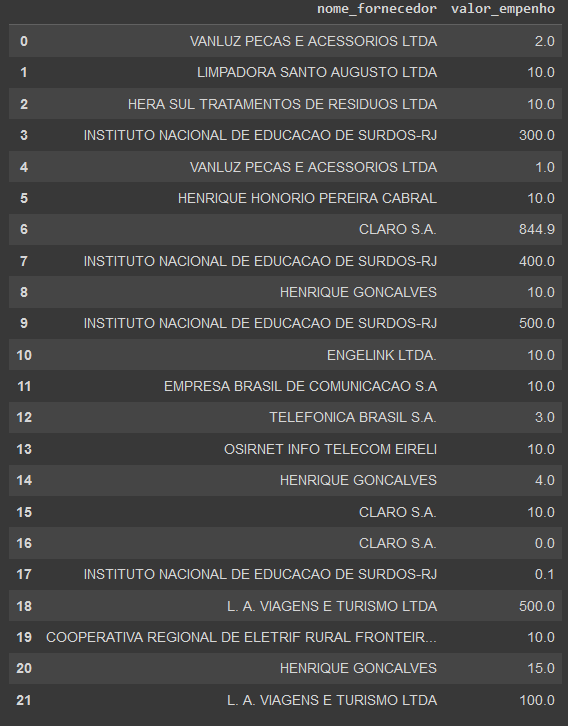 nome_fornecedor valor_empenho
0 VANLUZ PECAS E ACESSORIOS LTDA 2.0
1 LIMPADORA SANTO AUGUSTO LTDA 10.0
2 HERA SUL TRATAMENTOS DE RESIDUOS LTDA 10.0
3 INSTITUTO NACIONAL DE EDUCACAO DE SURDOS-RJ 300.0
4 VANLUZ PECAS E ACESSORIOS LTDA 1.0
5 HENRIQUE HONORIO PEREIRA CABRAL 10.0
6 CLARO S.A. 844.9
7 INSTITUTO NACIONAL DE EDUCACAO DE SURDOS-RJ 400.0
8 HENRIQUE GONCALVES 10.0
9 INSTITUTO NACIONAL DE EDUCACAO DE SURDOS-RJ 500.0
10 ENGELINK LTDA. 10.0
11 EMPRESA BRASIL DE COMUNICACAO S.A 10.0
12 TELEFONICA BRASIL S.A. 3.0
13 OSIRNET INFO TELECOM EIRELI 10.0
14 HENRIQUE GONCALVES 4.0
15 CLARO S.A. 10.0
16 CLARO S.A. 0.0
17 INSTITUTO NACIONAL DE EDUCACAO DE SURDOS-RJ 0.1
18 L. A. VIAGENS E TURISMO LTDA 500.0
19 COOPERATIVA REGIONAL DE ELETRIF RURAL FRONTEIR... 10.0
20 HENRIQUE GONCALVES 15.0
21 L. A. VIAGENS E TURISMO LTDA 100.0